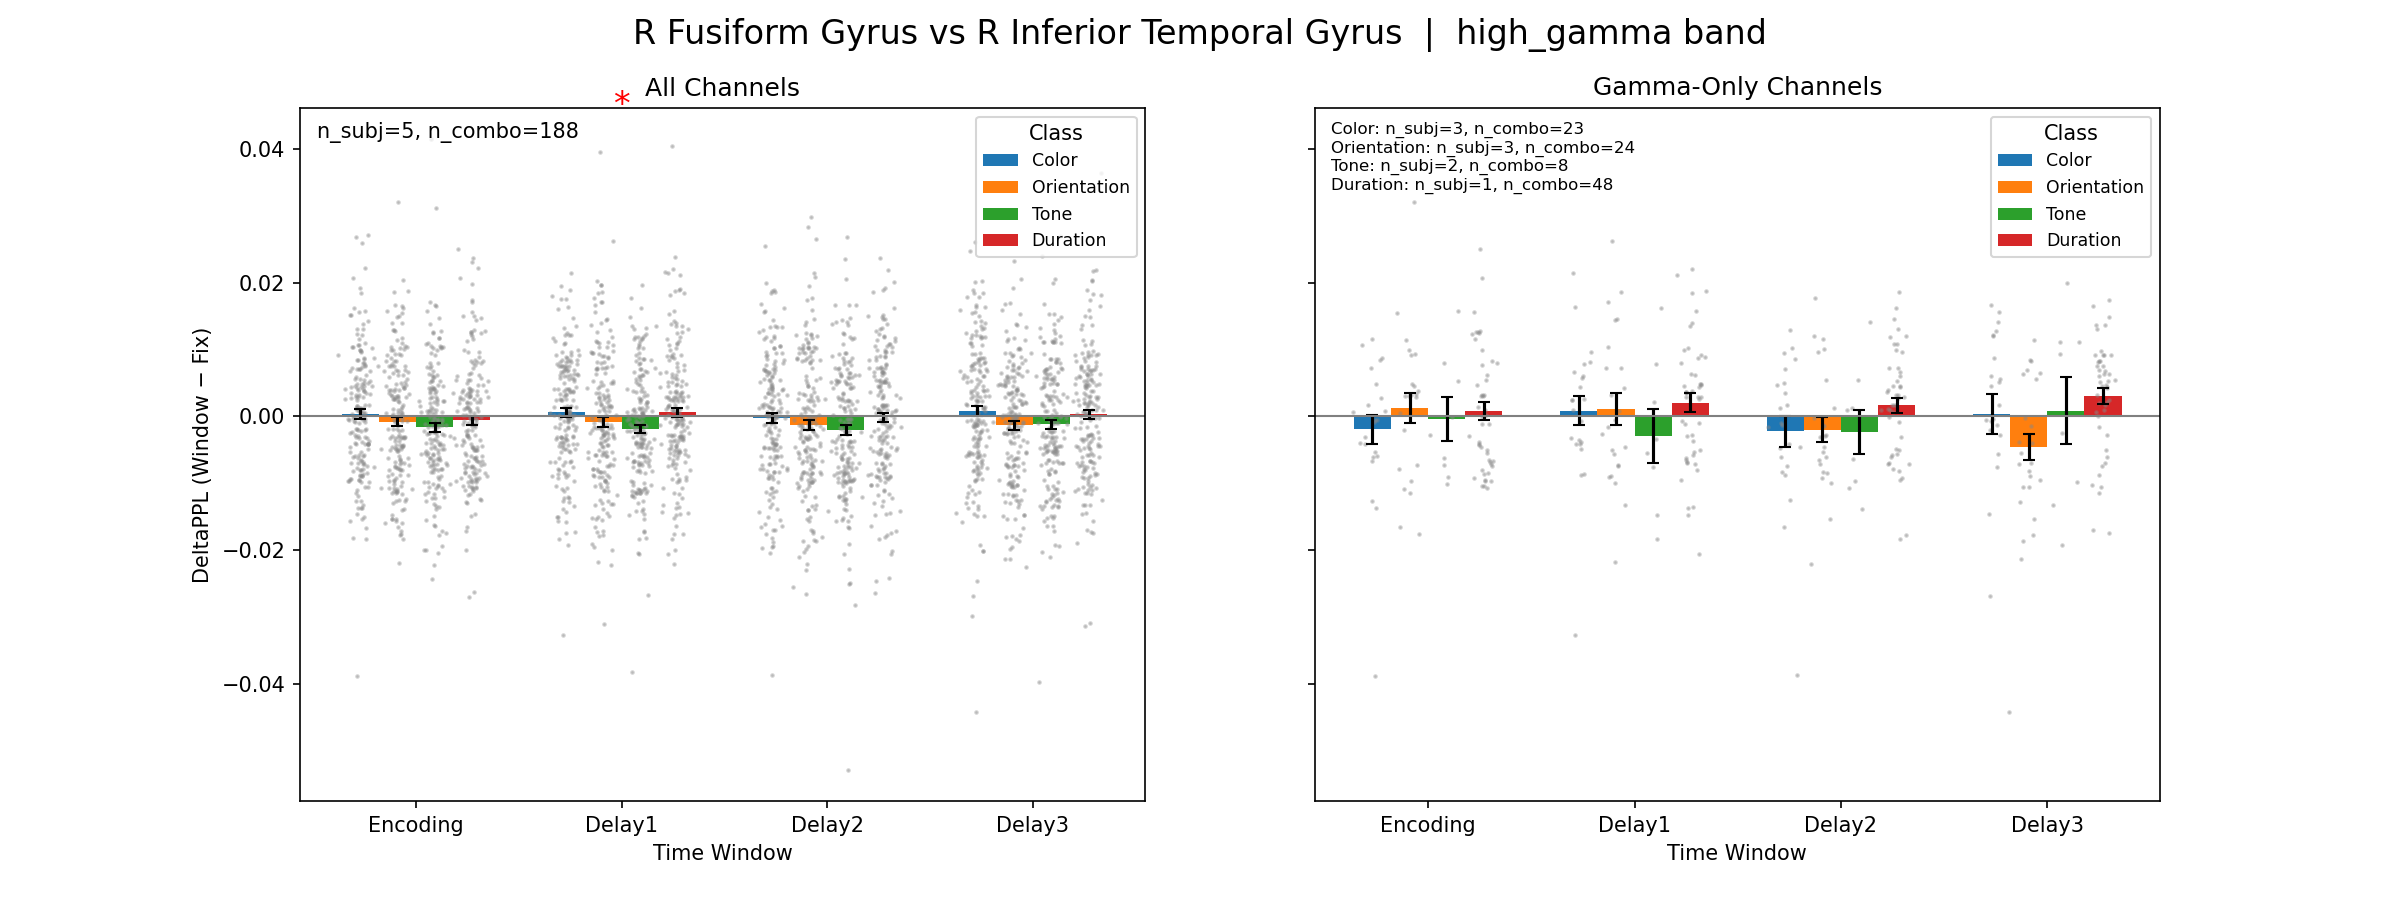 R Fusiform Gyrus vs R Inferior Temporal Gyrus | high_gamma band
All Channels
*
n_subj=5, n_combo=188
Class
Color
Orientation
Tone
Duration
0.04
0.02
0.00
−0.02
−0.04
DeltaPPL (Window − Fix)
Encoding
Delay1
Delay2
Delay3
Time Window
Gamma-Only Channels
Color: n_subj=3, n_combo=23
Orientation: n_subj=3, n_combo=24
Tone: n_subj=2, n_combo=8
Duration: n_subj=1, n_combo=48
Class
Color
Orientation
Tone
Duration
Encoding
Delay1
Delay2
Delay3
Time Window